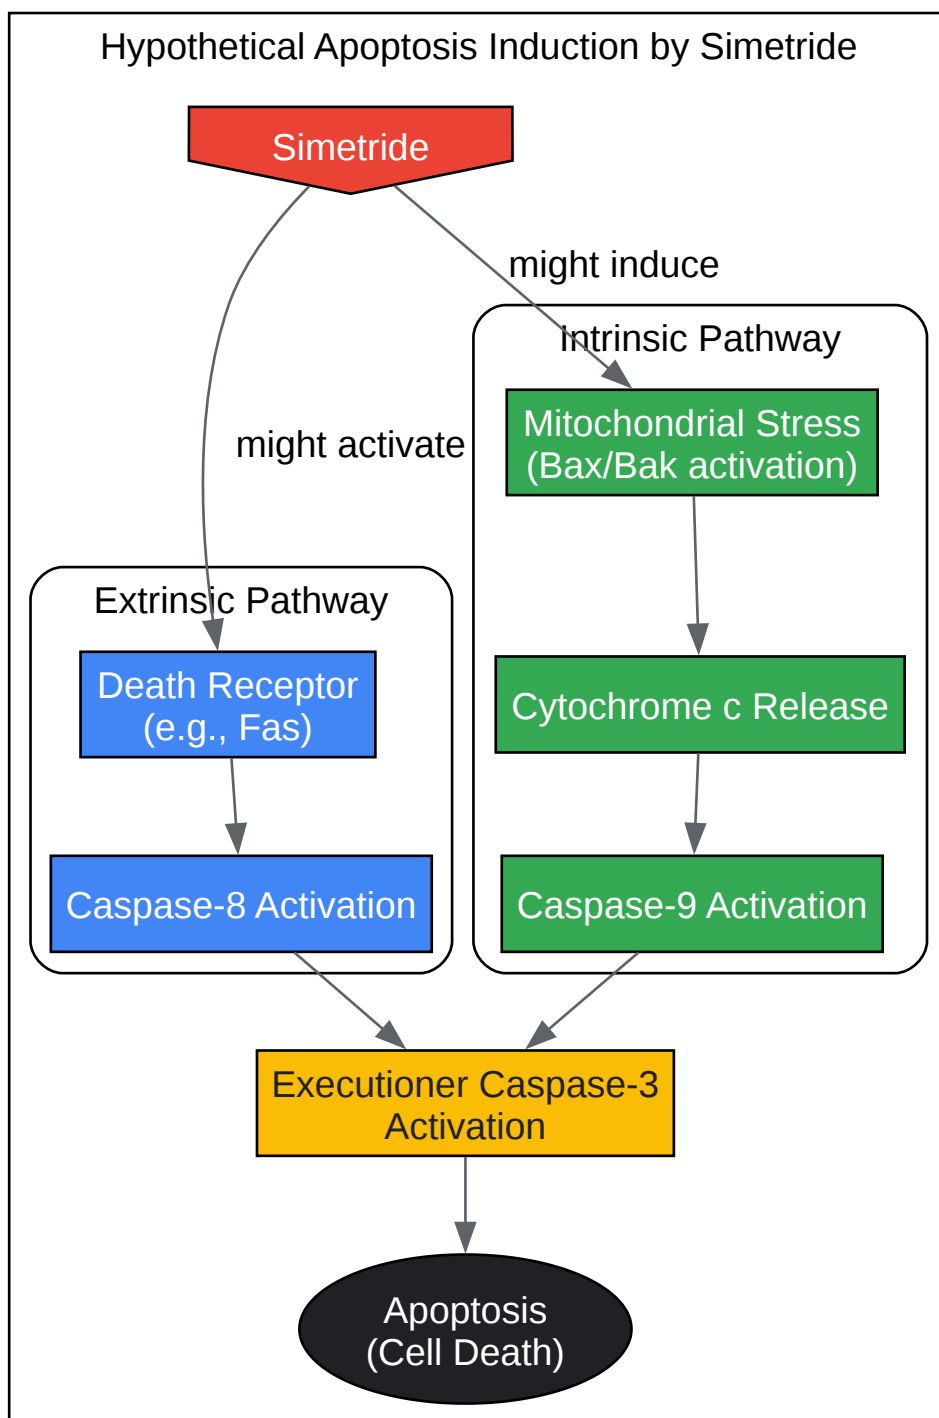 Hypothetical Apoptosis Induction by Simetride
Simetride
might induce
Intrinsic Pathway
Mitochondrial Stress
(Bax/Bak activation)
might activate
Extrinsic Pathway
Death Receptor
(e.g., Fas)
Cytochrome c Release
Caspase-8 Activation
Caspase-9 Activation
Executioner Caspase-3
Activation
Apoptosis
(Cell Death)